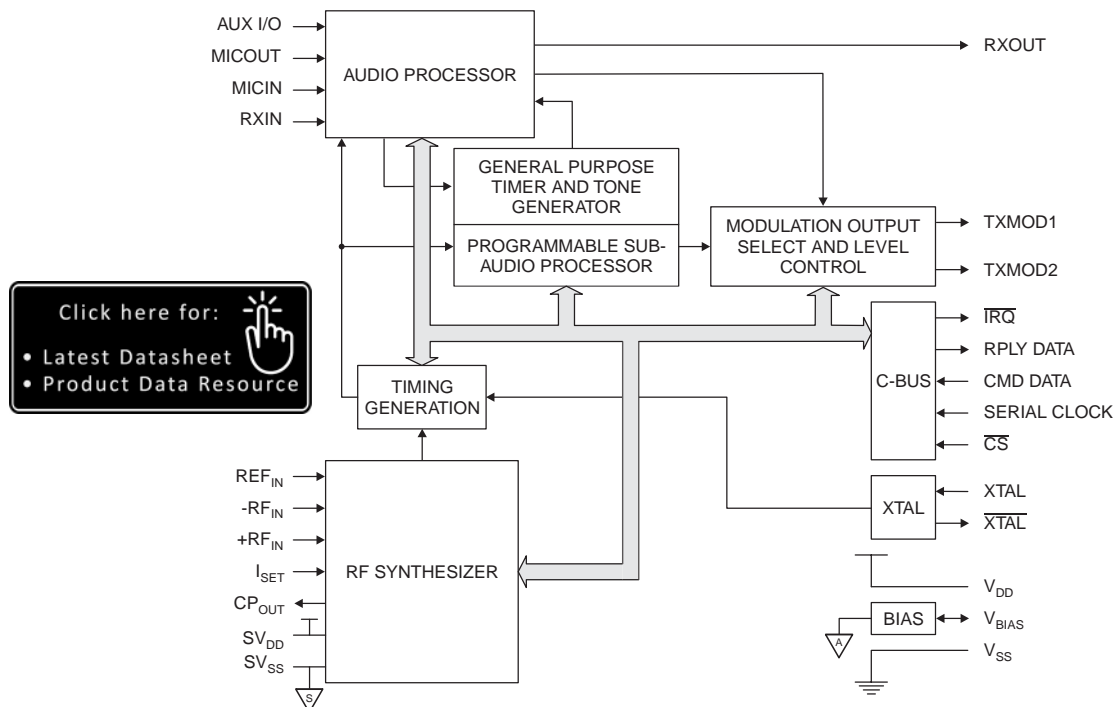 AUX I/O
MICOUT
MICIN
RXIN
AUDIO PROCESSOR
RXOUT
GENERAL PURPOSE
TIMER AND TONE
GENERATOR
PROGRAMMABLE SUB-
AUDIO PROCESSOR
MODULATION OUTPUT
SELECT AND LEVEL
CONTROL
TXMOD1
TXMOD2
Click here for:
• Latest Datasheet
• Product Data Resource
TIMING
GENERATION
C-BUS
IRQ
RPLY DATA
CMD DATA
SERIAL CLOCK
CS
REFIN
-RFIN
+RFIN
ISET
CPOUT
SVDD
SVSS
S
RF SYNTHESIZER
XTAL
XTAL
XTAL
VDD
BIAS
VBIAS
A
VSS